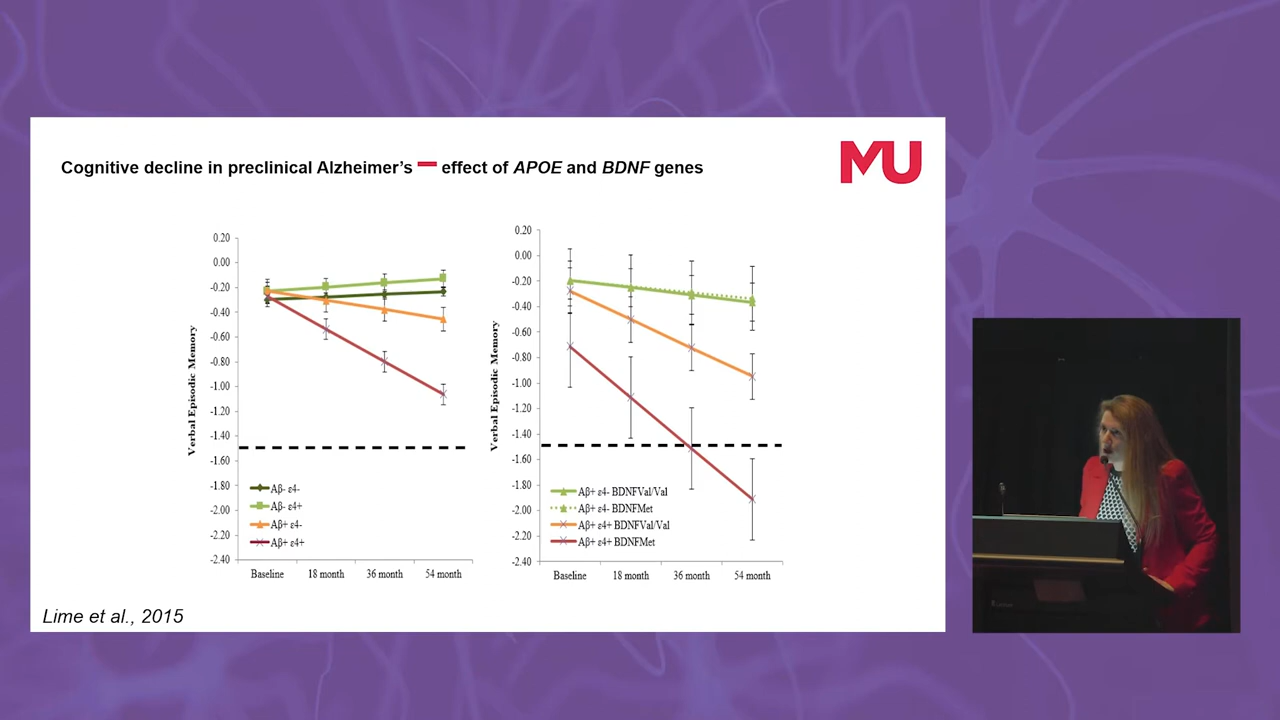 Cognitive decline in preclinical Alzheimer's effect of APOE and BDNF genes
MU
Verbal Episodic Memory
0.20
0.00
-0.20
-0.40
-0.60
-0.80
-1.00
-1.20
-1.40
-1.60
-1.80
-2.00
-2.20
-2.40
Aβ- ε4-
Aβ- ε4+
Aβ+ ε4-
Aβ+ ε4+
Baseline 18 month 36 month 54 month
Verbal Episodic Memory
0.20
0.00
-0.20
-0.40
-0.60
-0.80
-1.00
-1.20
-1.40
-1.60
-1.80
-2.00
-2.20
-2.40
Aβ+ ε4- BDNFVal/Val
Aβ+ ε4- BDNFMet
Aβ+ ε4+ BDNFVal/Val
Aβ+ ε4+ BDNFMet
Baseline 18 month 36 month 54 month
Lime et al., 2015